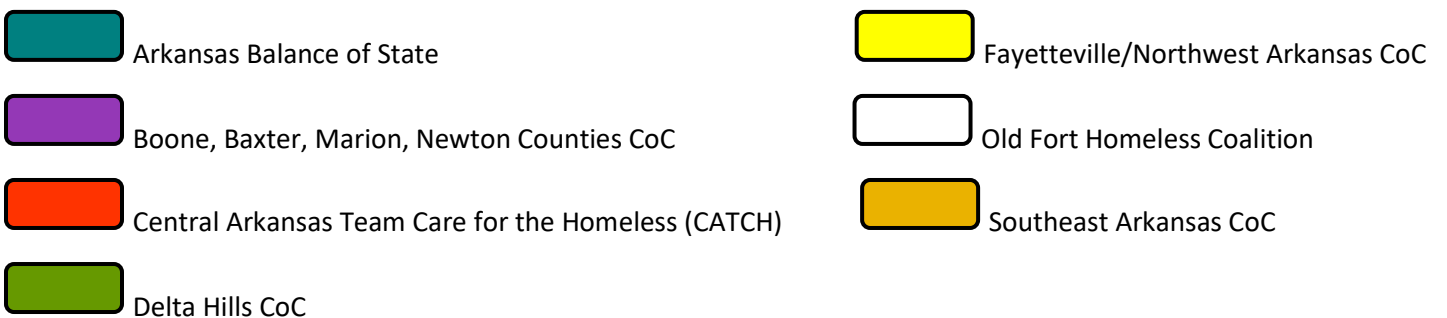 Arkansas Balance of State
Boone, Baxter, Marion, Newton Counties CoC
Central Arkansas Team Care for the Homeless (CATCH)
Delta Hills CoC
Fayetteville/Northwest Arkansas CoC
Old Fort Homeless Coalition
Southeast Arkansas CoC